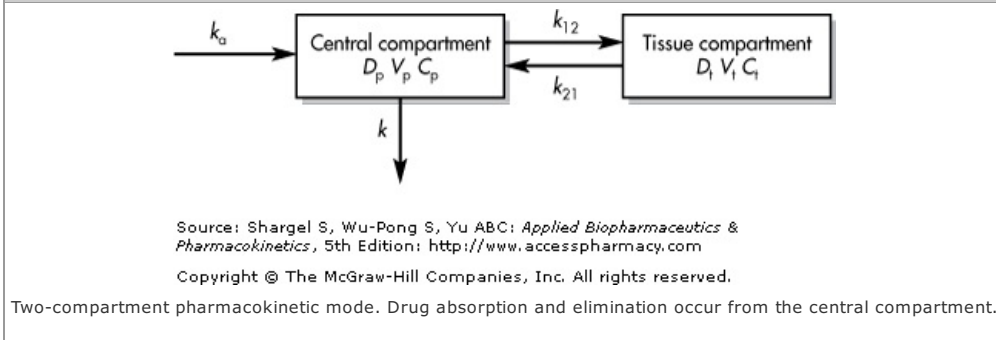 kₐ
Central compartment
Dₚ Vₚ Cₚ
k₁₂
k₂₁
Tissue compartment
Dₜ Vₜ Cₜ
k
Source: Shargel S, Wu-Pong S, Yu ABC: Applied Biopharmaceutics &
Pharmacokinetics, 5th Edition: http://www.accesspharmacy.com
Copyright © The McGraw-Hill Companies, Inc. All rights reserved.
Two-compartment pharmacokinetic mode. Drug absorption and elimination occur from the central compartment.